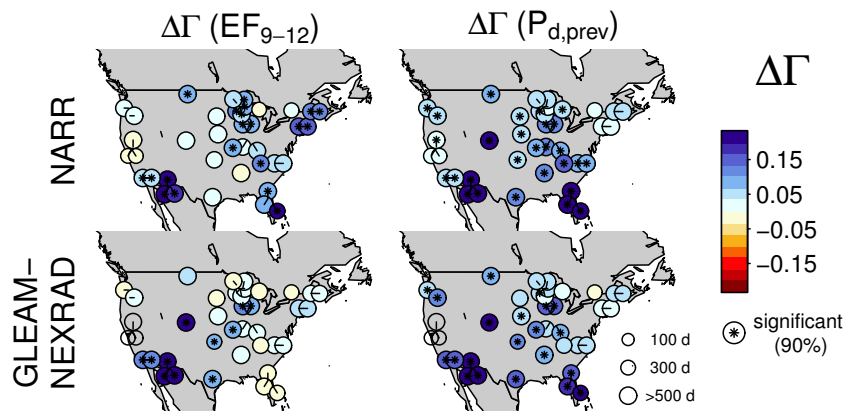 ΔΓ (EF9−12)
ΔΓ (Pd,prev)
ΔΓ
NARR
GLEAM−
NEXRAD
0.15
0.05
−0.05
−0.15
significant
(90%)
100 d
300 d
>500 d